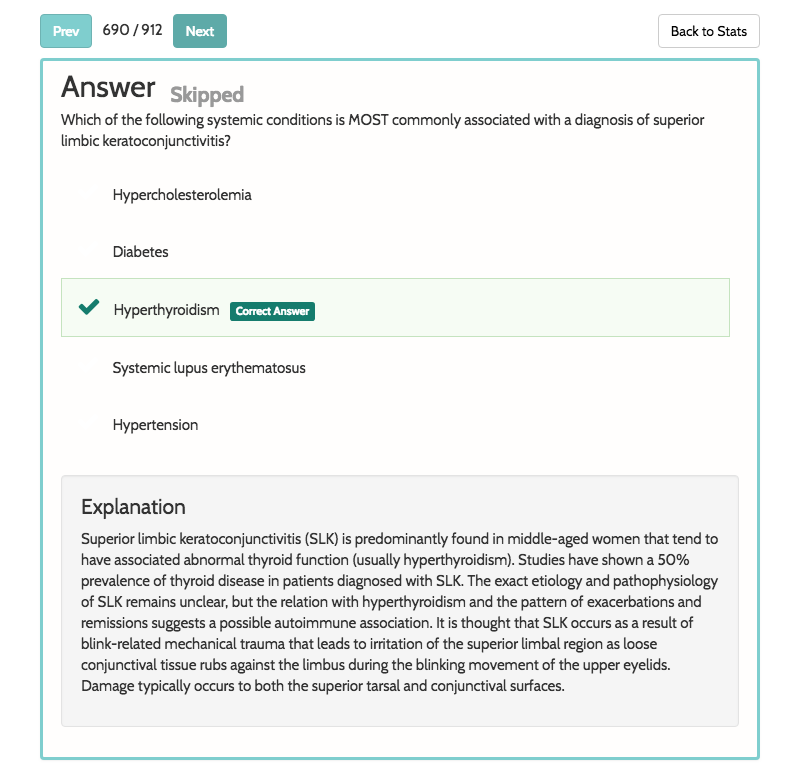 Prev 690 / 912 Next Back to Stats
Answer Skipped
Which of the following systemic conditions is MOST commonly associated with a diagnosis of superior
limbic keratoconjunctivitis?
Hypercholesterolemia
Diabetes
Hyperthyroidism Correct Answer
Systemic lupus erythematosus
Hypertension
Explanation
Superior limbic keratoconjunctivitis (SLK) is predominantly found in middle-aged women that tend to
have associated abnormal thyroid function (usually hyperthyroidism). Studies have shown a 50%
prevalence of thyroid disease in patients diagnosed with SLK. The exact etiology and pathophysiology
of SLK remains unclear, but the relation with hyperthyroidism and the pattern of exacerbations and
remissions suggests a possible autoimmune association. It is thought that SLK occurs as a result of
blink-related mechanical trauma that leads to irritation of the superior limbal region as loose
conjunctival tissue rubs against the limbus during the blinking movement of the upper eyelids.
Damage typically occurs to both the superior tarsal and conjunctival surfaces.